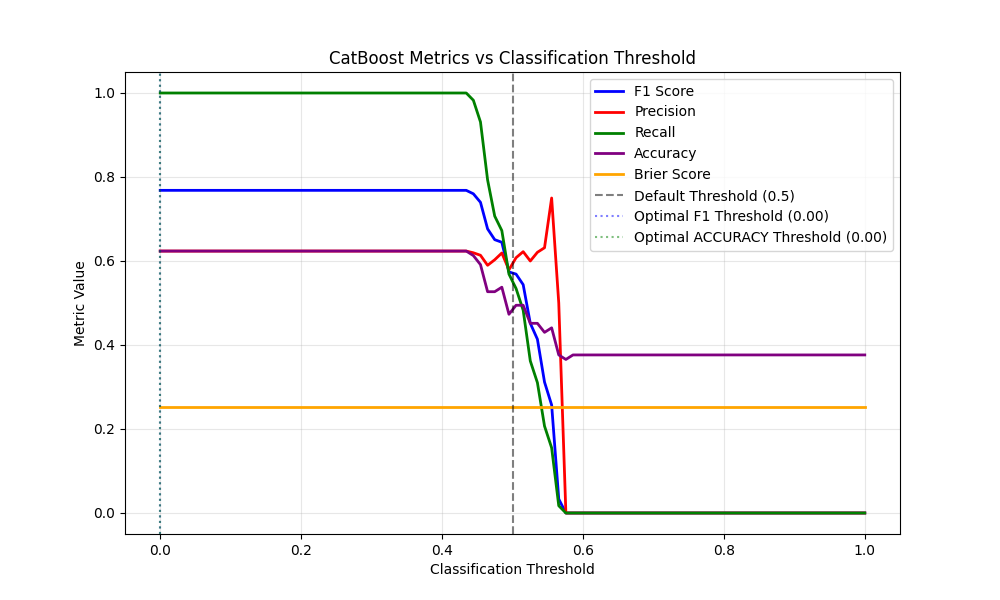 CatBoost Metrics vs Classification Threshold
Metric Value
1.0
0.8
0.6
0.4
0.2
0.0
F1 Score
Precision
Recall
Accuracy
Brier Score
Default Threshold (0.5)
Optimal F1 Threshold (0.00)
Optimal ACCURACY Threshold (0.00)
0.0 0.2 0.4 0.6 0.8 1.0
Classification Threshold